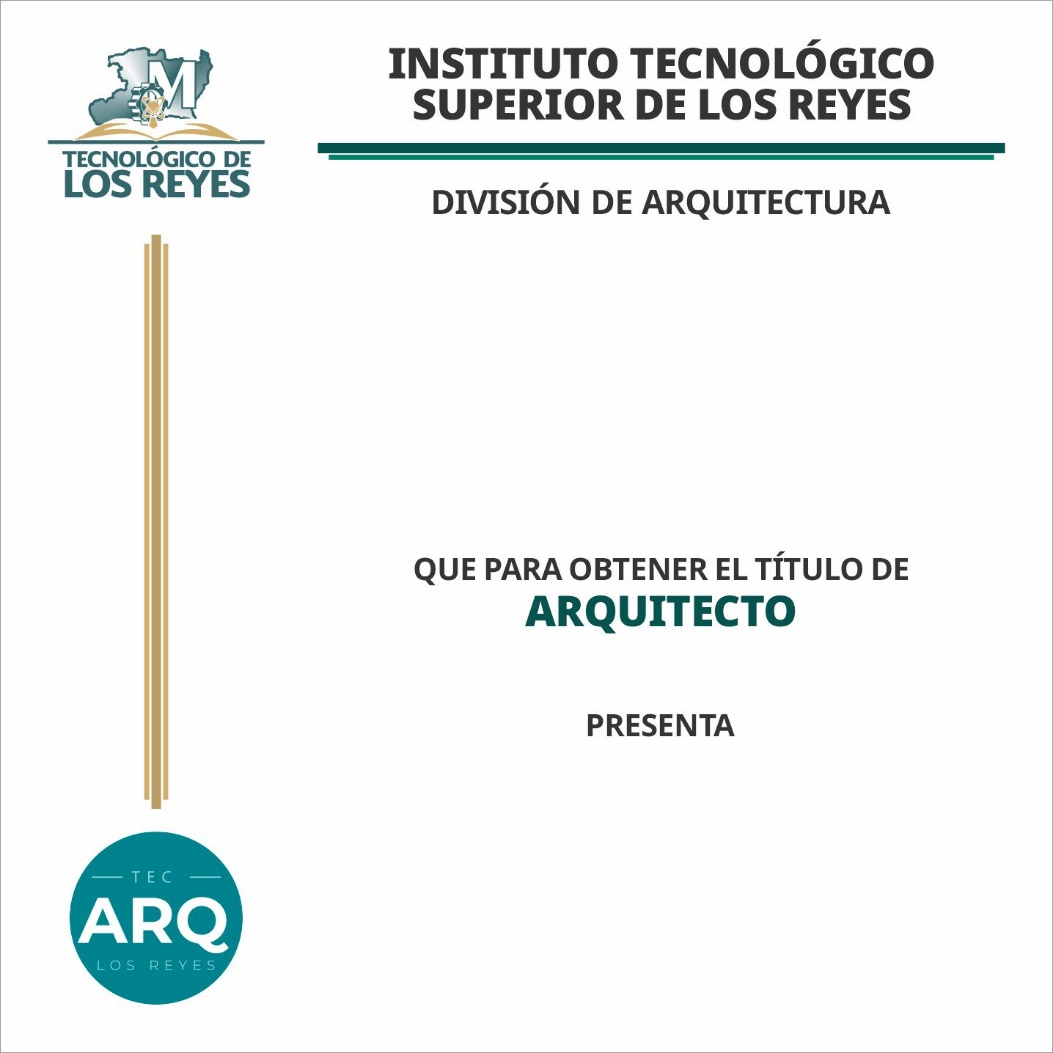 M
TECNOLÓGICO DE
LOS REYES
INSTITUTO TECNOLÓGICO
SUPERIOR DE LOS REYES
DIVISIÓN DE ARQUITECTURA
QUE PARA OBTENER EL TÍTULO DE
ARQUITECTO
PRESENTA
TEC
ARQ
LOS REYES